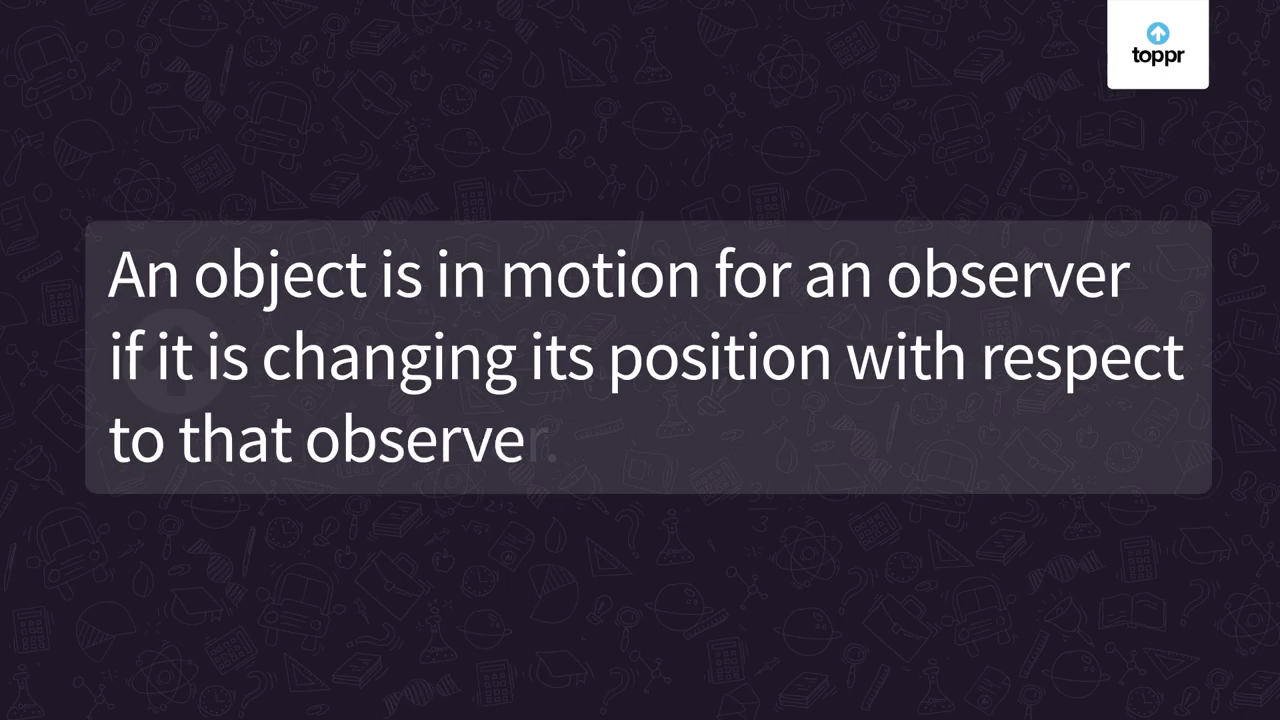 toppr
An object is in motion for an observer
if it is changing its position with respect
to that observer.